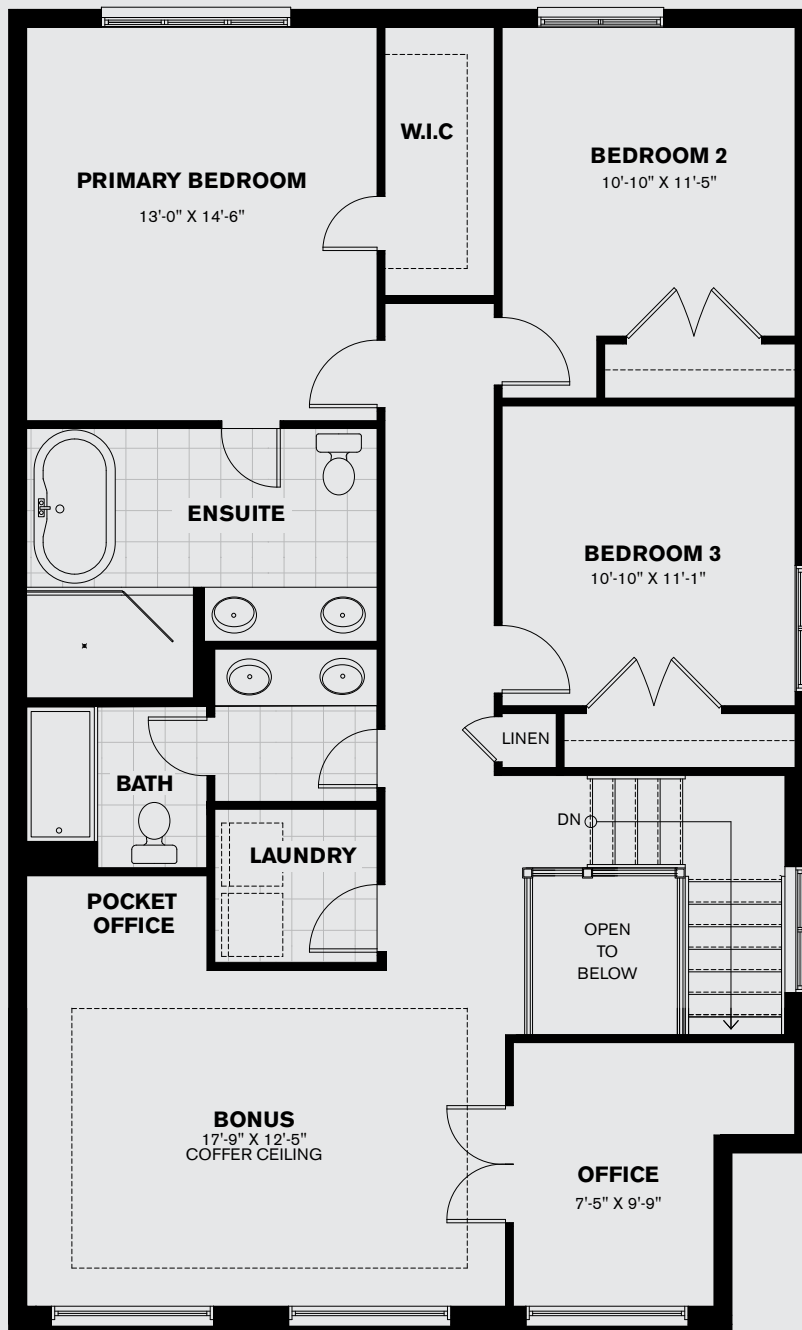 W.I.C
PRIMARY BEDROOM
13'-0" X 14'-6"
BEDROOM 2
10'-10" X 11'-5"
ENSUITE
BEDROOM 3
10'-10" X 11'-1"
LINEN
BATH
DN
LAUNDRY
POCKET
OFFICE
OPEN
TO
BELOW
BONUS
17'-9" X 12'-5"
COFFER CEILING
OFFICE
7'-5" X 9'-9"